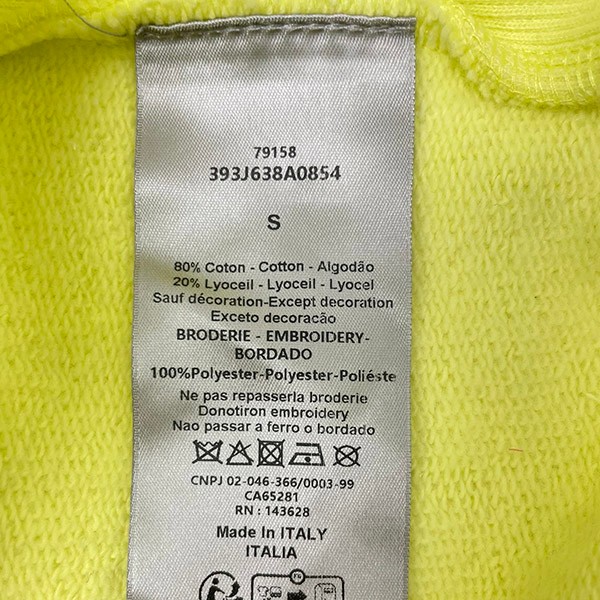 79158
393J638A0854
S
80% Coton - Cotton - Algodão
20% Lyoceil - Lyoceil - Lyocel
Sauf décoration-Except decoration
Exceto decoracão
BRODERIE - EMBROIDERY-
BORDADO
100%Polyester-Polyester-Poliéste
Ne pas repasserla broderie
Donotiron embroidery
Nao passar a ferro o bordado
CNPJ 02-046-366/0003-99
CA65281
RN : 143628
Made In ITALY
ITALIA